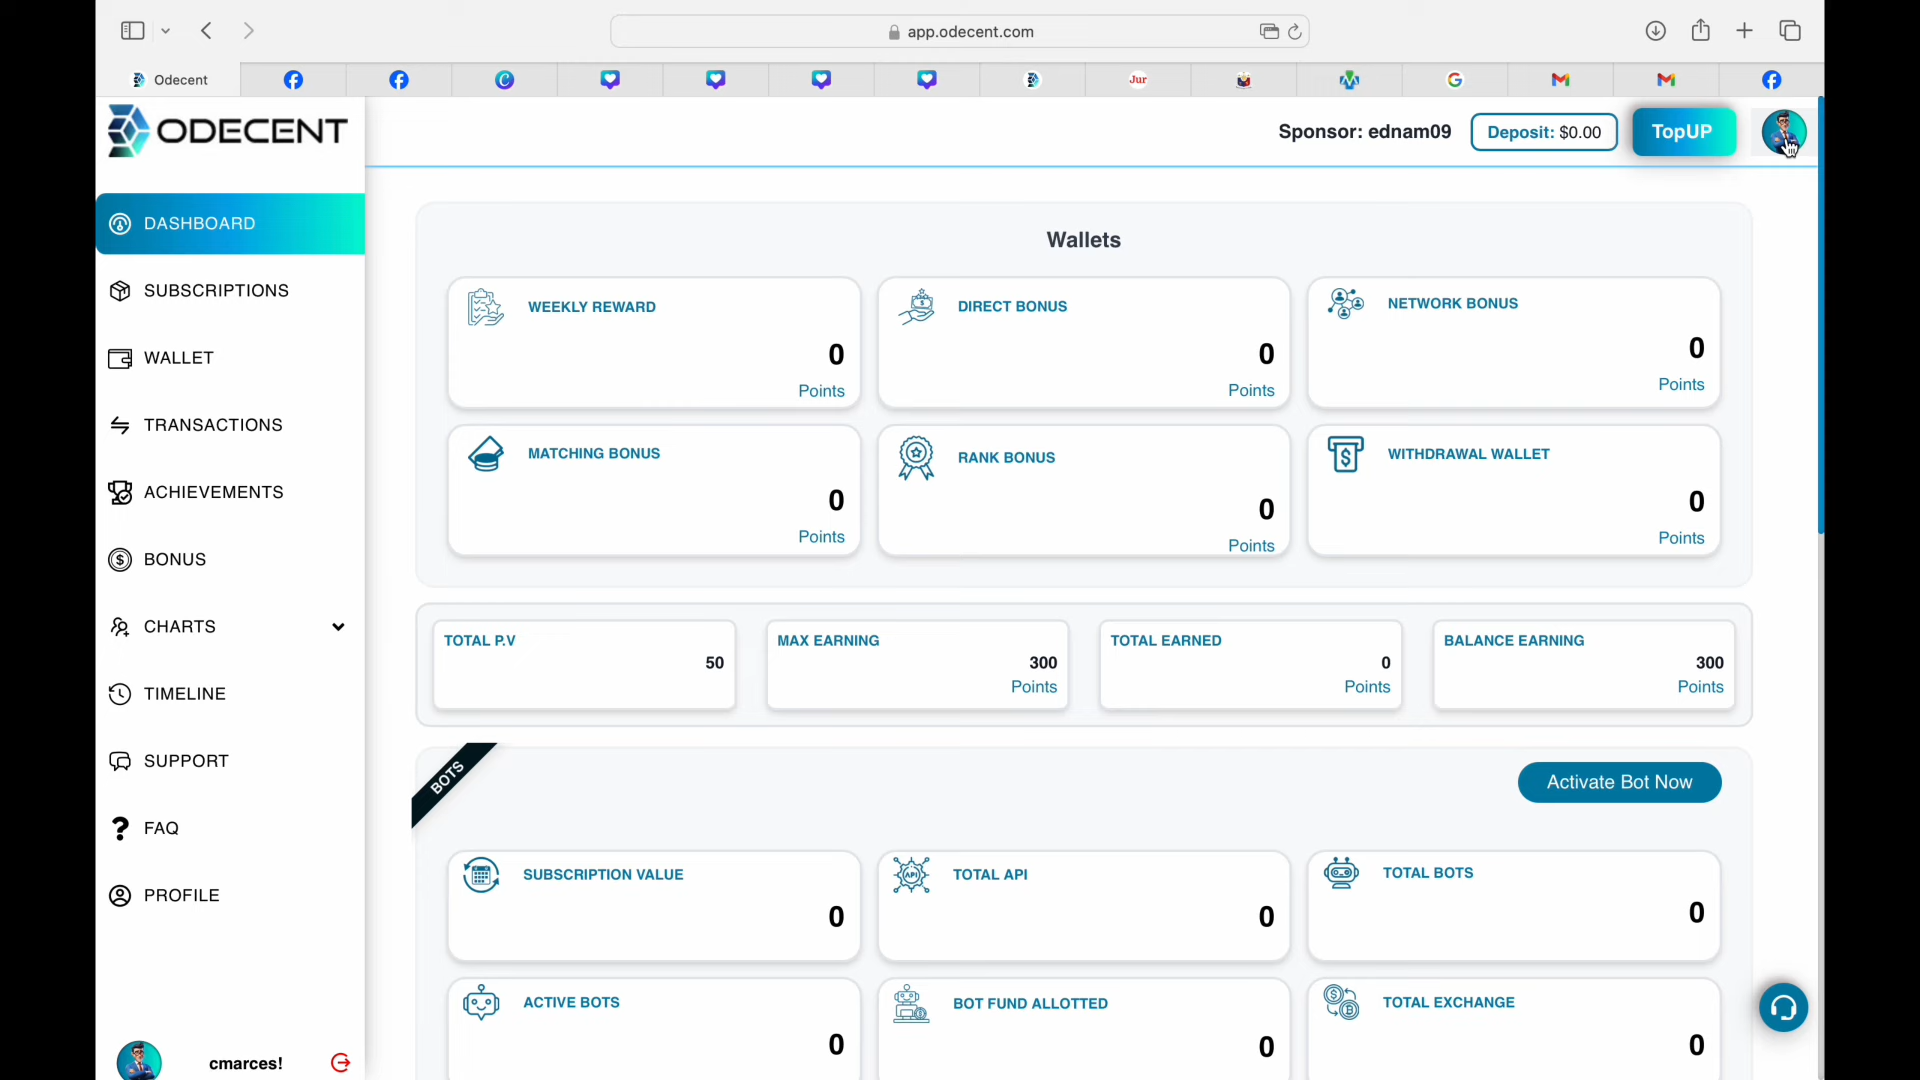 app.odecent.com
Odecent
Jur
ODECENT
Sponsor: ednam09
Deposit: $0.00
TopUP
DASHBOARD
SUBSCRIPTIONS
WALLET
TRANSACTIONS
ACHIEVEMENTS
BONUS
CHARTS
TIMELINE
SUPPORT
FAQ
PROFILE
cmarces!
Wallets
WEEKLY REWARD
0
Points
DIRECT BONUS
0
Points
NETWORK BONUS
0
Points
MATCHING BONUS
0
Points
RANK BONUS
0
Points
WITHDRAWAL WALLET
0
Points
TOTAL P.V
50
MAX EARNING
300
Points
TOTAL EARNED
0
Points
BALANCE EARNING
300
Points
BOTS
Activate Bot Now
SUBSCRIPTION VALUE
0
API
TOTAL API
0
TOTAL BOTS
0
ACTIVE BOTS
0
BOT FUND ALLOTTED
0
TOTAL EXCHANGE
0